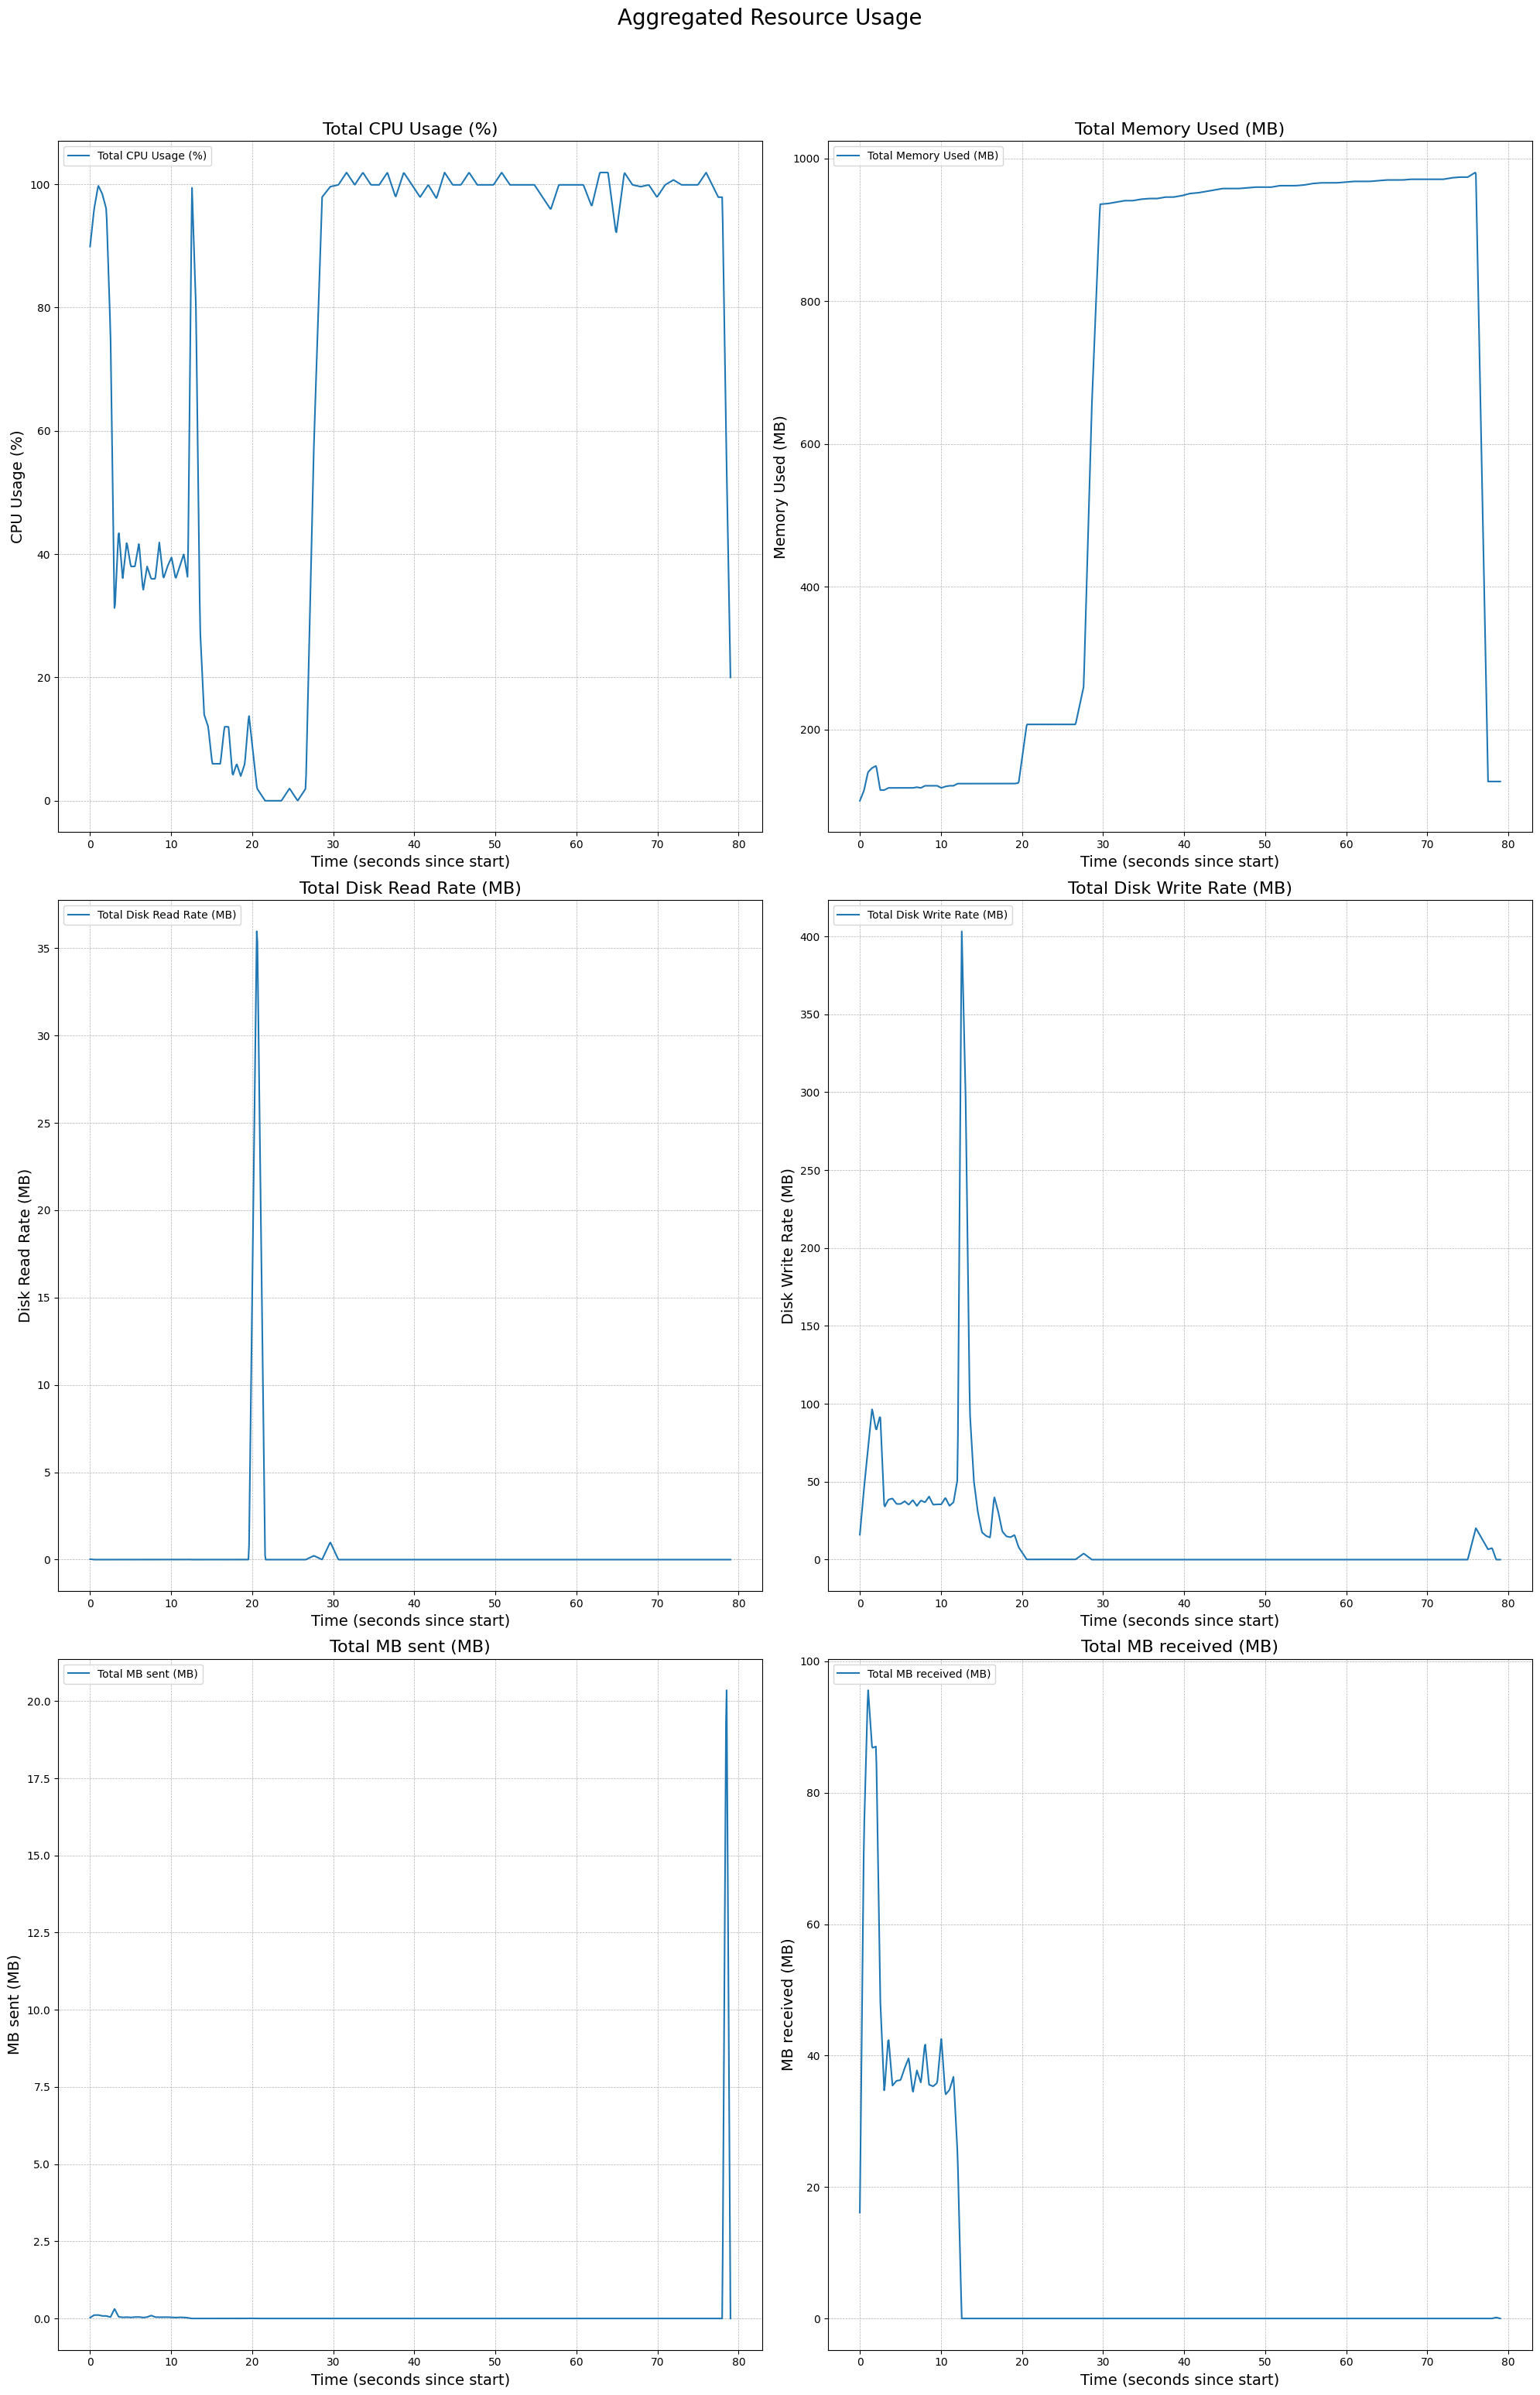 Aggregated Resource Usage
Total CPU Usage (%)
Total CPU Usage (%)
CPU Usage (%)
100
80
60
40
20
0
0 10 20 30 40 50 60 70 80
Time (seconds since start)
Total Memory Used (MB)
Total Memory Used (MB)
Memory Used (MB)
1000
800
600
400
200
0 10 20 30 40 50 60 70 80
Time (seconds since start)
Total Disk Read Rate (MB)
Total Disk Read Rate (MB)
Disk Read Rate (MB)
35
30
25
20
15
10
5
0
0 10 20 30 40 50 60 70 80
Time (seconds since start)
Total Disk Write Rate (MB)
Total Disk Write Rate (MB)
Disk Write Rate (MB)
400
350
300
250
200
150
100
50
0
0 10 20 30 40 50 60 70 80
Time (seconds since start)
Total MB sent (MB)
Total MB sent (MB)
MB sent (MB)
20.0
17.5
15.0
12.5
10.0
7.5
5.0
2.5
0.0
0 10 20 30 40 50 60 70 80
Time (seconds since start)
Total MB received (MB)
Total MB received (MB)
MB received (MB)
100
80
60
40
20
0
0 10 20 30 40 50 60 70 80
Time (seconds since start)